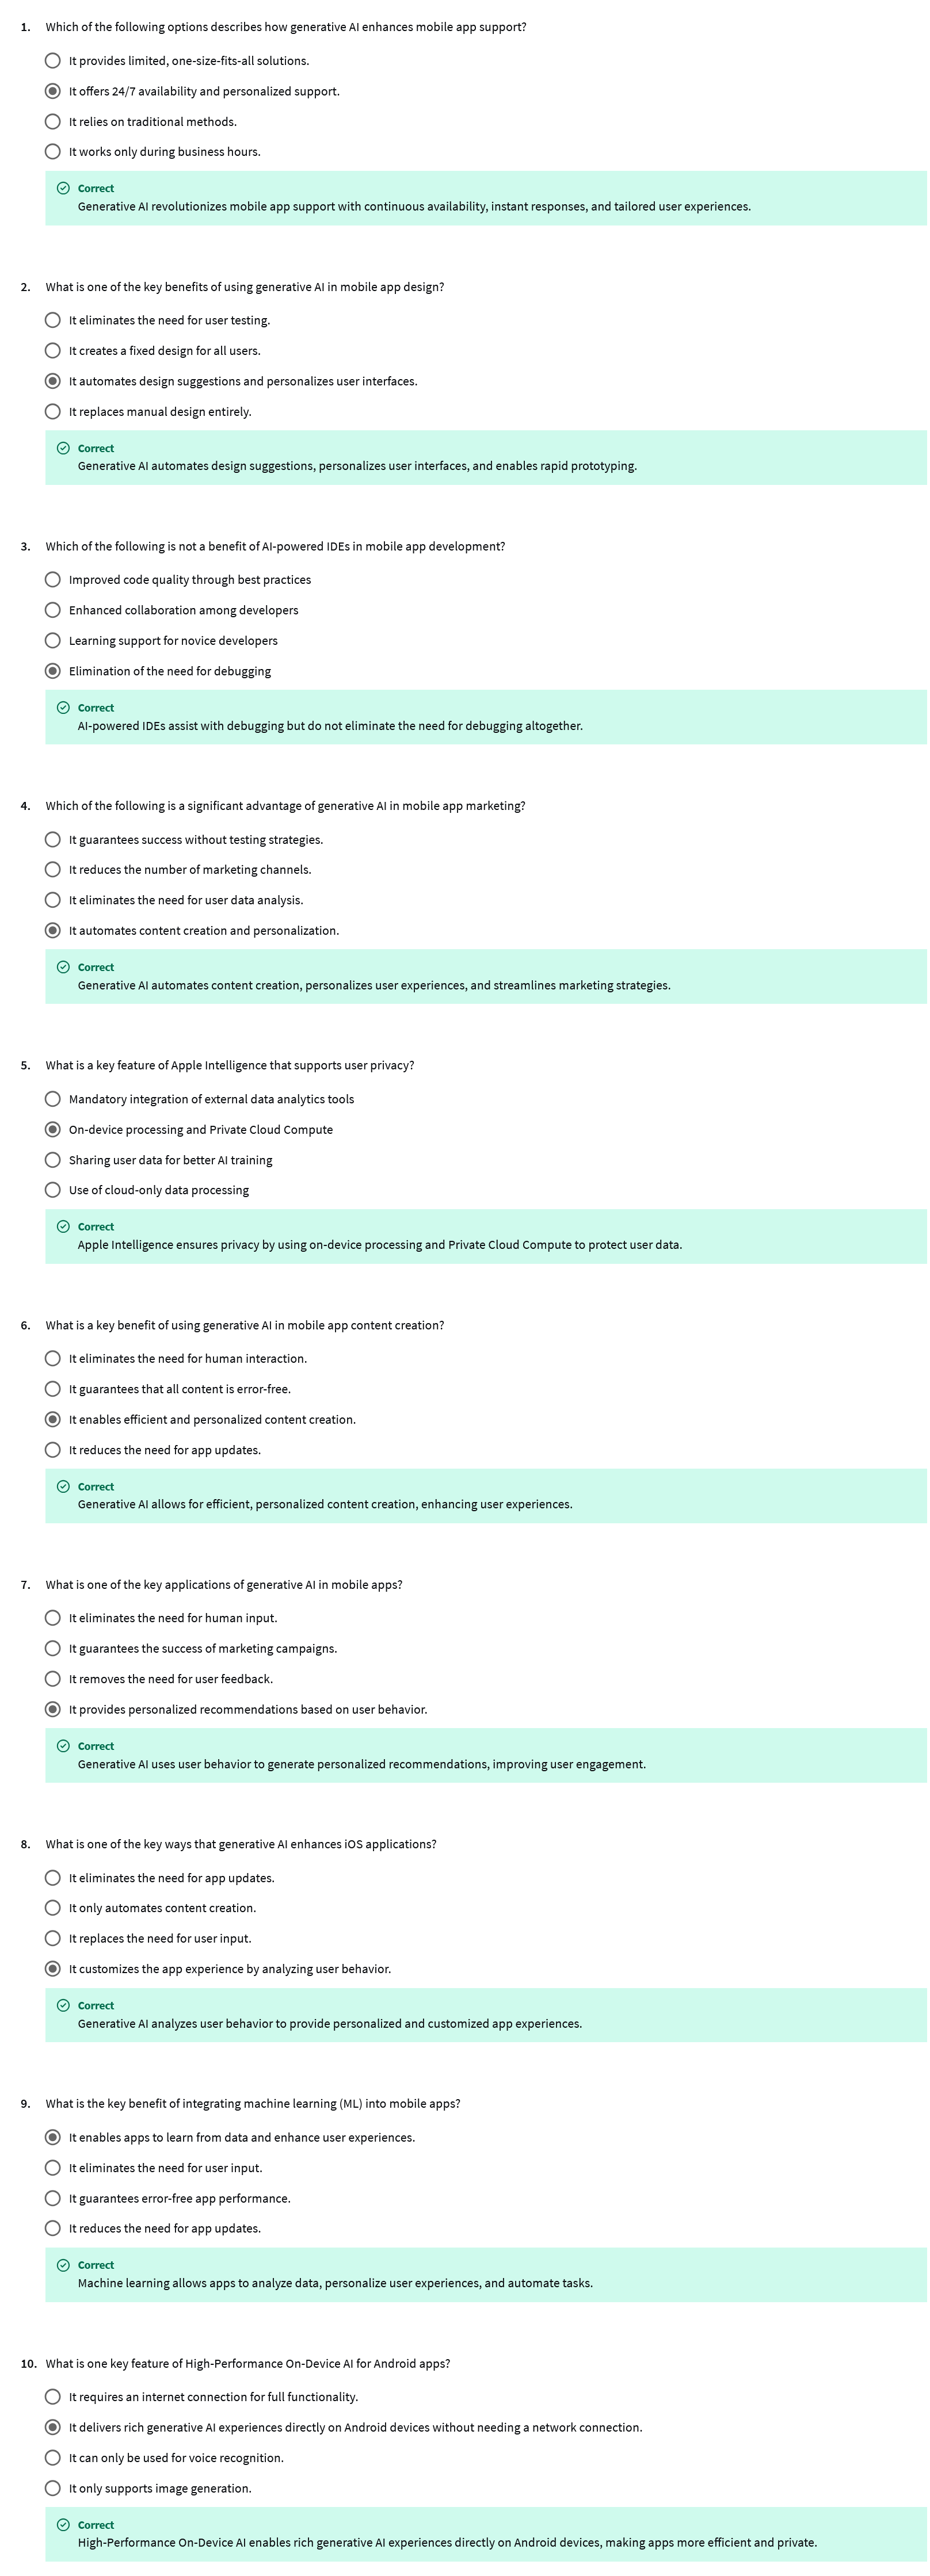 1. Which of the following options describes how generative AI enhances mobile app support?
It provides limited, one-size-fits-all solutions.
It offers 24/7 availability and personalized support.
It relies on traditional methods.
It works only during business hours.
Correct
Generative AI revolutionizes mobile app support with continuous availability, instant responses, and tailored user experiences.
2. What is one of the key benefits of using generative AI in mobile app design?
It eliminates the need for user testing.
It creates a fixed design for all users.
It automates design suggestions and personalizes user interfaces.
It replaces manual design entirely.
Correct
Generative AI automates design suggestions, personalizes user interfaces, and enables rapid prototyping.
3. Which of the following is not a benefit of AI-powered IDEs in mobile app development?
Improved code quality through best practices
Enhanced collaboration among developers
Learning support for novice developers
Elimination of the need for debugging
Correct
AI-powered IDEs assist with debugging but do not eliminate the need for debugging altogether.
4. Which of the following is a significant advantage of generative AI in mobile app marketing?
It guarantees success without testing strategies.
It reduces the number of marketing channels.
It eliminates the need for user data analysis.
It automates content creation and personalization.
Correct
Generative AI automates content creation, personalizes user experiences, and streamlines marketing strategies.
5. What is a key feature of Apple Intelligence that supports user privacy?
Mandatory integration of external data analytics tools
On-device processing and Private Cloud Compute
Sharing user data for better AI training
Use of cloud-only data processing
Correct
Apple Intelligence ensures privacy by using on-device processing and Private Cloud Compute to protect user data.
6. What is a key benefit of using generative AI in mobile app content creation?
It eliminates the need for human interaction.
It guarantees that all content is error-free.
It enables efficient and personalized content creation.
It reduces the need for app updates.
Correct
Generative AI allows for efficient, personalized content creation, enhancing user experiences.
7. What is one of the key applications of generative AI in mobile apps?
It eliminates the need for human input.
It guarantees the success of marketing campaigns.
It removes the need for user feedback.
It provides personalized recommendations based on user behavior.
Correct
Generative AI uses user behavior to generate personalized recommendations, improving user engagement.
8. What is one of the key ways that generative AI enhances iOS applications?
It eliminates the need for app updates.
It only automates content creation.
It replaces the need for user input.
It customizes the app experience by analyzing user behavior.
Correct
Generative AI analyzes user behavior to provide personalized and customized app experiences.
9. What is the key benefit of integrating machine learning (ML) into mobile apps?
It enables apps to learn from data and enhance user experiences.
It eliminates the need for user input.
It guarantees error-free app performance.
It reduces the need for app updates.
Correct
Machine learning allows apps to analyze data, personalize user experiences, and automate tasks.
10. What is one key feature of High-Performance On-Device AI for Android apps?
It requires an internet connection for full functionality.
It delivers rich generative AI experiences directly on Android devices without needing a network connection.
It can only be used for voice recognition.
It only supports image generation.
Correct
High-Performance On-Device AI enables rich generative AI experiences directly on Android devices, making apps more efficient and private.